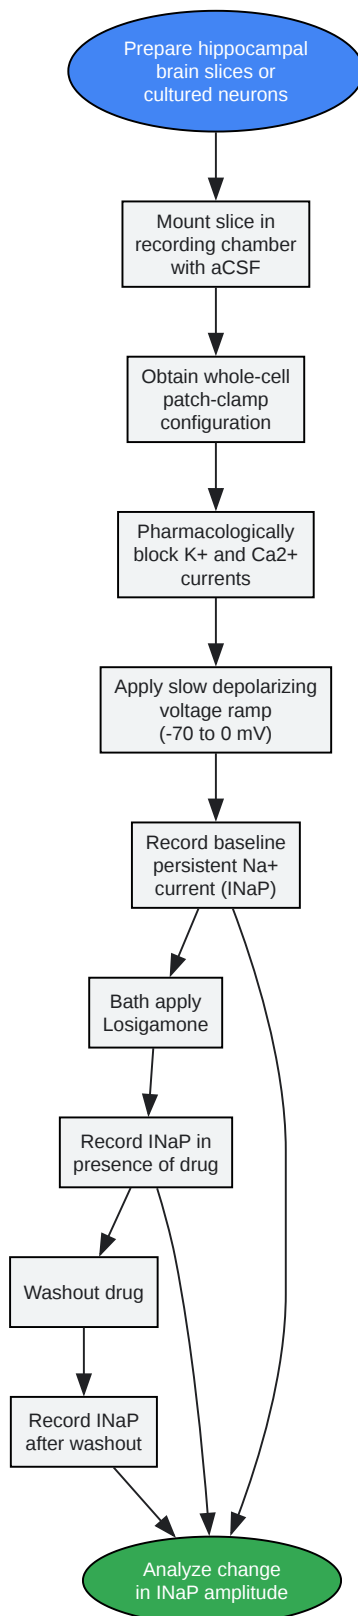 Prepare hippocampal
brain slices or
cultured neurons
Mount slice in
recording chamber
with aCSF
Obtain whole-cell
patch-clamp
configuration
Pharmacologically
block K+ and Ca2+
currents
Apply slow depolarizing
voltage ramp
(-70 to 0 mV)
Record baseline
persistent Na+
current (INaP)
Bath apply
Losigamone
Record INaP in
presence of drug
Washout drug
Record INaP
after washout
Analyze change
in INaP amplitude